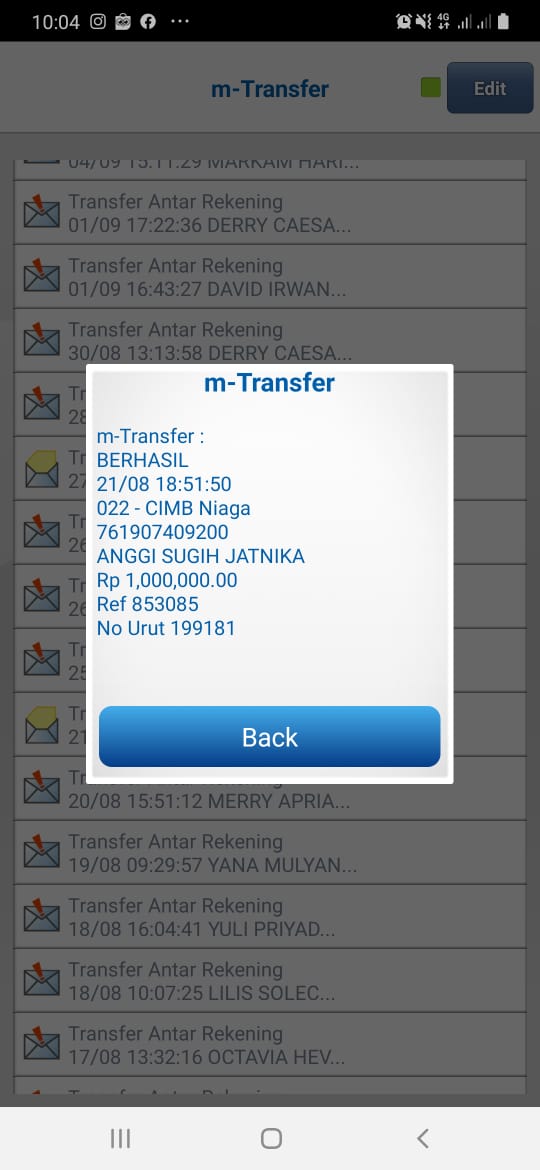 10:04
4G
m-Transfer
Edit
04/09 15:11:29 MARKAM HARI...
Transfer Antar Rekening
01/09 17:22:36 DERRY CAESA...
Transfer Antar Rekening
01/09 16:43:27 DAVID IRWAN...
Transfer Antar Rekening
30/08 13:13:58 DERRY CAESA...
Tr
28
Tr
27
Tr
26
Tr
26
Tr
25
Tr
21
m-Transfer
m-Transfer :
BERHASIL
21/08 18:51:50
022 - CIMB Niaga
761907409200
ANGGI SUGIH JATNIKA
Rp 1,000,000.00
Ref 853085
No Urut 199181
Back
20/08 15:51:12 MERRY APRIA...
Transfer Antar Rekening
19/08 09:29:57 YANA MULYAN...
Transfer Antar Rekening
18/08 16:04:41 YULI PRIYAD...
Transfer Antar Rekening
18/08 10:07:25 LILIS SOLEC...
Transfer Antar Rekening
17/08 13:32:16 OCTAVIA HEV...